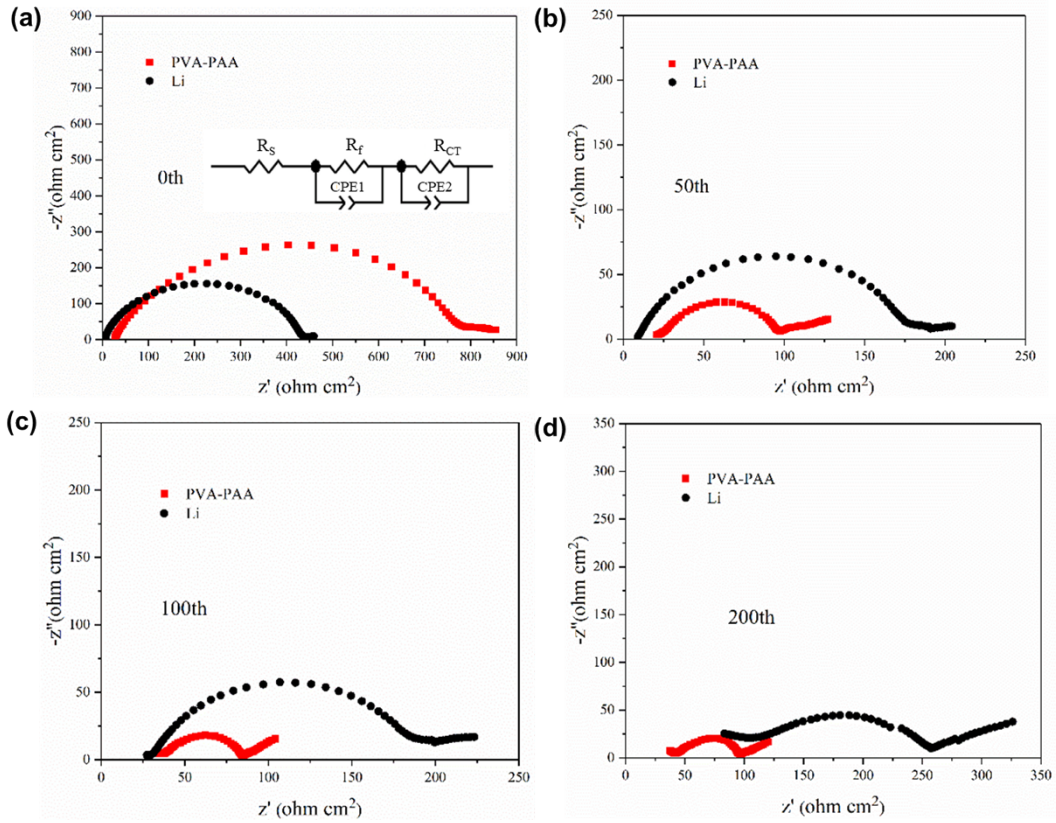 (a)
900
800
700
600
500
400
300
200
100
0
-z"(ohm cm²)
PVA-PAA
Li
0th
R_S
R_f
R_CT
CPE1
CPE2
0 100 200 300 400 500 600 700 800 900
z' (ohm cm²)
(b)
250
200
150
100
50
0
-z"(ohm cm²)
PVA-PAA
Li
50th
0 50 100 150 200 250
z' (ohm cm²)
(c)
250
200
150
100
50
0
-z"(ohm cm²)
PVA-PAA
Li
100th
0 50 100 150 200 250
z' (ohm cm²)
(d)
350
300
250
200
150
100
50
0
-z"(ohm cm²)
PVA-PAA
Li
200th
0 50 100 150 200 250 300 350
z' (ohm cm²)